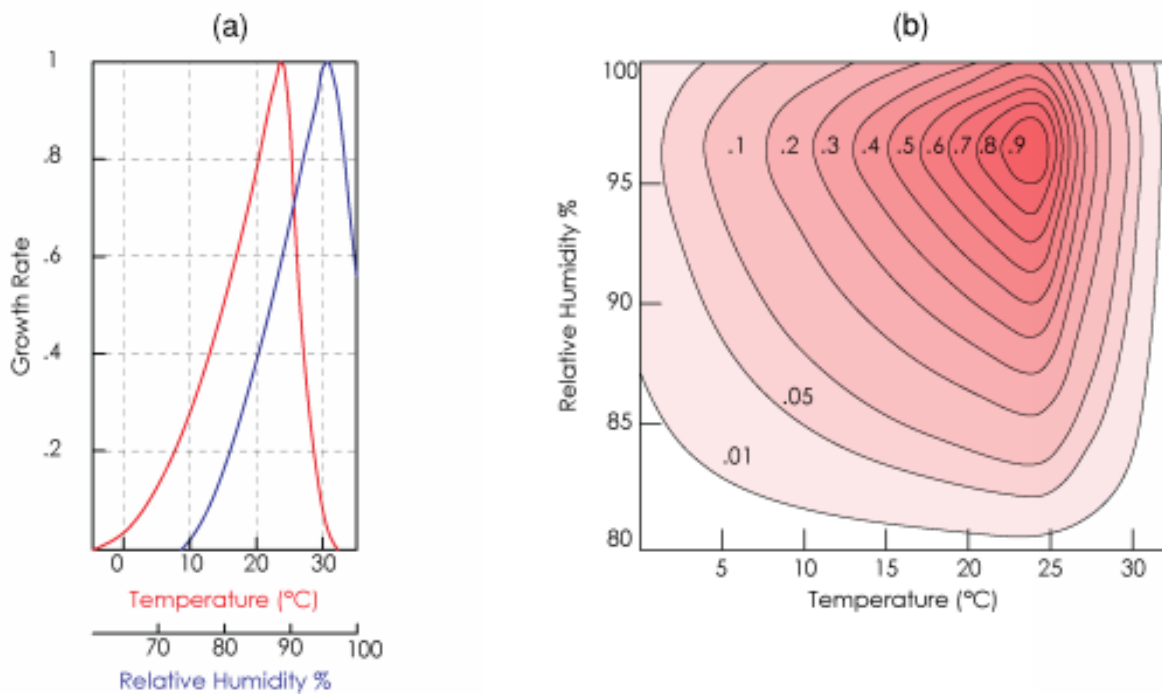 (a)
1
.8
.6
.4
.2
Growth Rate
0 10 20 30
Temperature (°C)
70 80 90 100
Relative Humidity %
(b)
100
95
90
85
80
Relative Humidity %
.1 .2 .3 .4 .5 .6 .7 .8 .9
.05
.01
5 10 15 20 25 30
Temperature (°C)